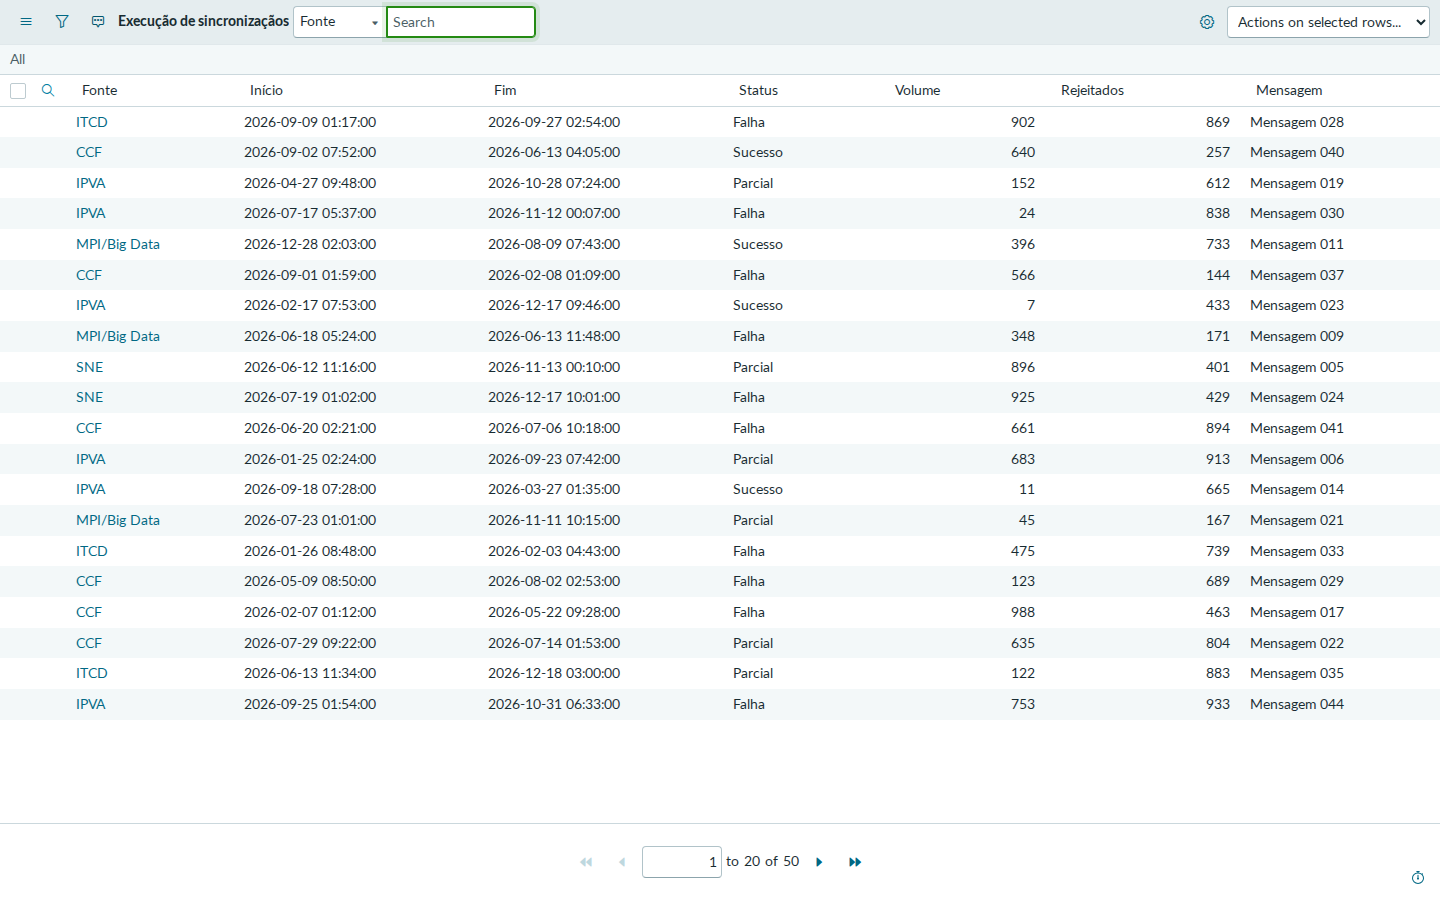 Execução de sincronizaçãos Fonte Search Actions on selected rows...
All
Fonte Início Fim Status Volume Rejeitados Mensagem
ITCD 2026-09-09 01:17:00 2026-09-27 02:54:00 Falha 902 869 Mensagem 028
CCF 2026-09-02 07:52:00 2026-06-13 04:05:00 Sucesso 640 257 Mensagem 040
IPVA 2026-04-27 09:48:00 2026-10-28 07:24:00 Parcial 152 612 Mensagem 019
IPVA 2026-07-17 05:37:00 2026-11-12 00:07:00 Falha 24 838 Mensagem 030
MPI/Big Data 2026-12-28 02:03:00 2026-08-09 07:43:00 Sucesso 396 733 Mensagem 011
CCF 2026-09-01 01:59:00 2026-02-08 01:09:00 Falha 566 144 Mensagem 037
IPVA 2026-02-17 07:53:00 2026-12-17 09:46:00 Sucesso 7 433 Mensagem 023
MPI/Big Data 2026-06-18 05:24:00 2026-06-13 11:48:00 Falha 348 171 Mensagem 009
SNE 2026-06-12 11:16:00 2026-11-13 00:10:00 Parcial 896 401 Mensagem 005
SNE 2026-07-19 01:02:00 2026-12-17 10:01:00 Falha 925 429 Mensagem 024
CCF 2026-06-20 02:21:00 2026-07-06 10:18:00 Falha 661 894 Mensagem 041
IPVA 2026-01-25 02:24:00 2026-09-23 07:42:00 Parcial 683 913 Mensagem 006
IPVA 2026-09-18 07:28:00 2026-03-27 01:35:00 Sucesso 11 665 Mensagem 014
MPI/Big Data 2026-07-23 01:01:00 2026-11-11 10:15:00 Parcial 45 167 Mensagem 021
ITCD 2026-01-26 08:48:00 2026-02-03 04:43:00 Falha 475 739 Mensagem 033
CCF 2026-05-09 08:50:00 2026-08-02 02:53:00 Falha 123 689 Mensagem 029
CCF 2026-02-07 01:12:00 2026-05-22 09:28:00 Falha 988 463 Mensagem 017
CCF 2026-07-29 09:22:00 2026-07-14 01:53:00 Parcial 635 804 Mensagem 022
ITCD 2026-06-13 11:34:00 2026-12-18 03:00:00 Parcial 122 883 Mensagem 035
IPVA 2026-09-25 01:54:00 2026-10-31 06:33:00 Falha 753 933 Mensagem 044
1 to 20 of 50